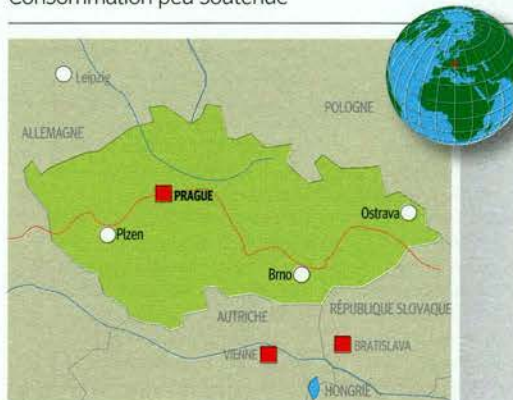 Consommation peu soutenue
Leipzig
POLOGNE
ALLEMAGNE
PRAGUE
Ostrava
Plzen
Brno
AUTRICHE
RÉPUBLIQUE SLOVAQUE
VIENNE
BRATISLAVA
HONGRIE